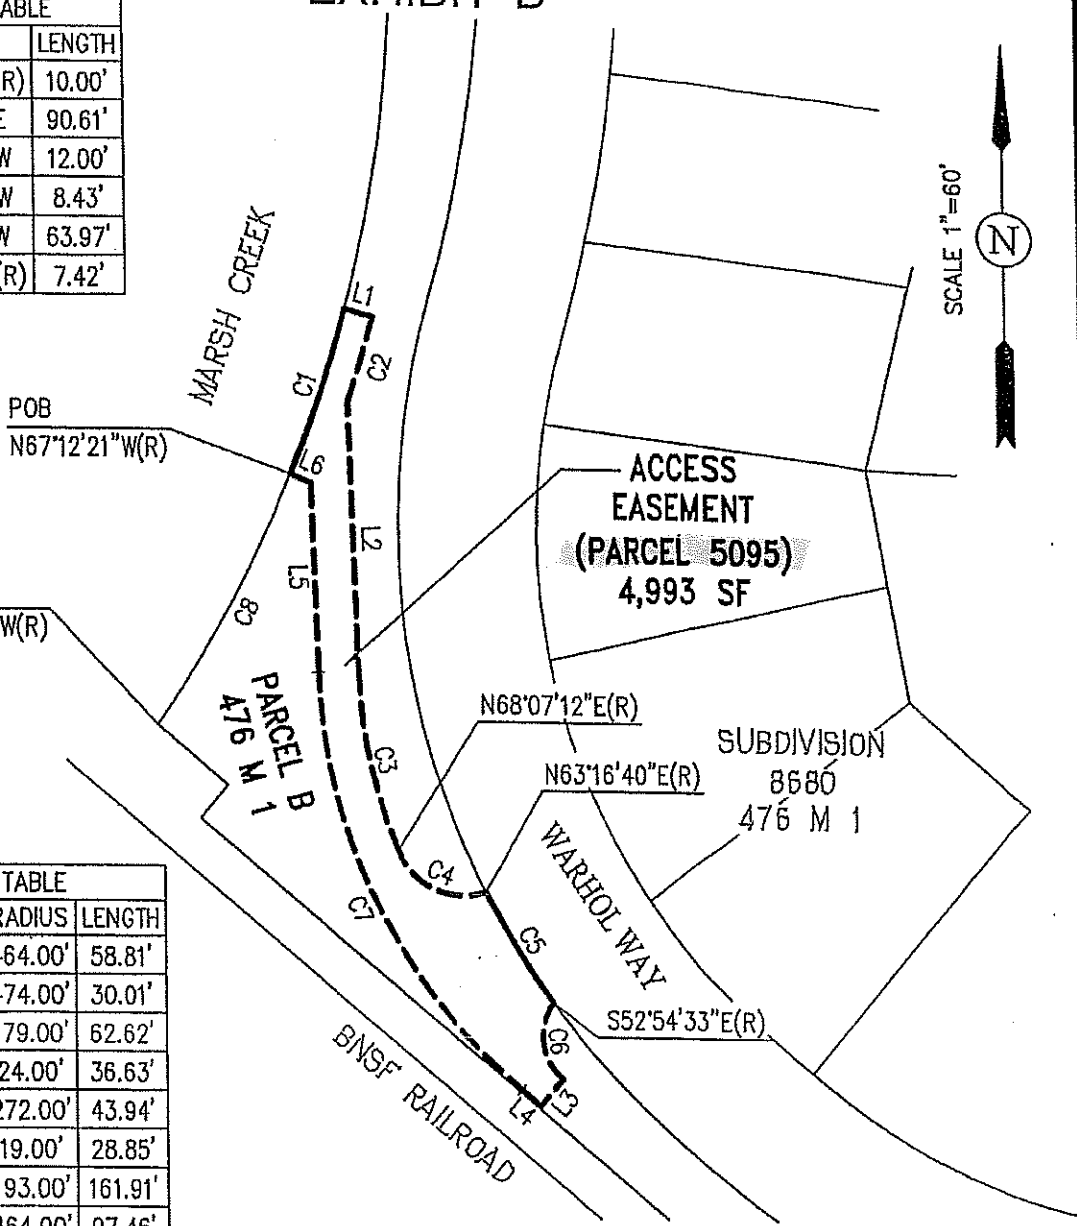 LENGTH
(R) 10.00'
E 90.61'
W 12.00'
W 8.43'
W 63.97'
(R) 7.42'
MARSH CREEK
L1
C2
C1
SCALE 1"=60'
N
POB
N67°12'21"W(R)
L6
ACCESS
EASEMENT
(PARCEL 5095)
4,993 SF
L2
L5
C8
W(R)
PARCEL B
476 M 1
N68°07'12"E(R)
C3
N63°16'40"E(R)
SUBDIVISION
8680
476 M 1
C4
C7
C5
WARHOL WAY
S52°54'33"E(R)
C6
L3
L4
BNSF RAILROAD
TABLE
RADIUS LENGTH
464.00' 58.81'
474.00' 30.01'
79.00' 62.62'
24.00' 36.63'
272.00' 43.94'
19.00' 28.85'
93.00' 161.91'